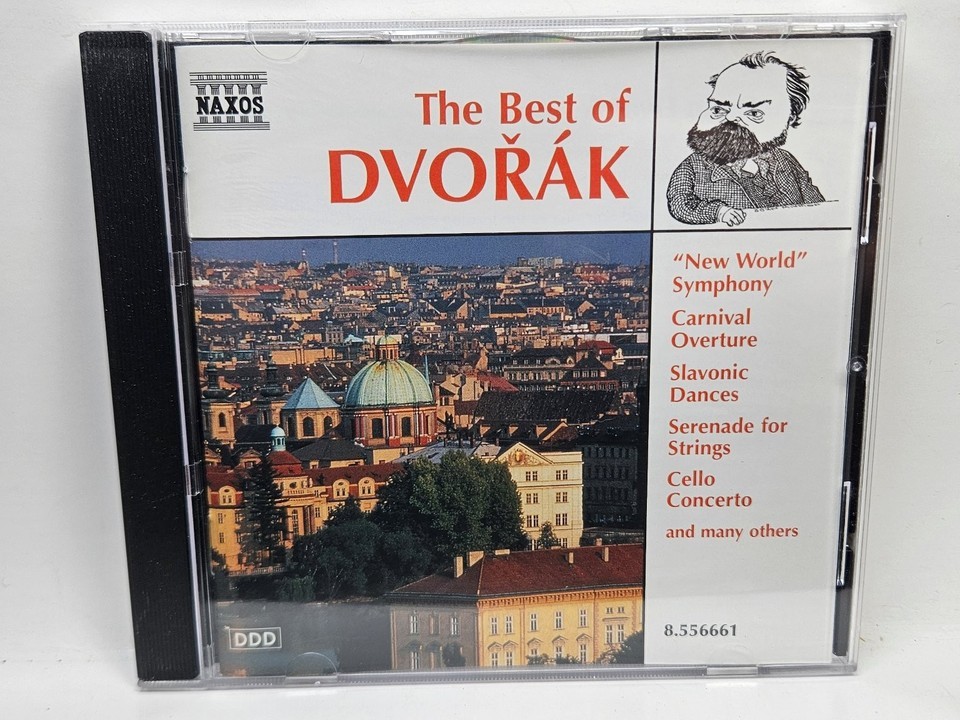 NAXOS
The Best of
DVOŘÁK
“New World”
Symphony
Carnival
Overture
Slavonic
Dances
Serenade for
Strings
Cello
Concerto
and many others
DDD
8.556661